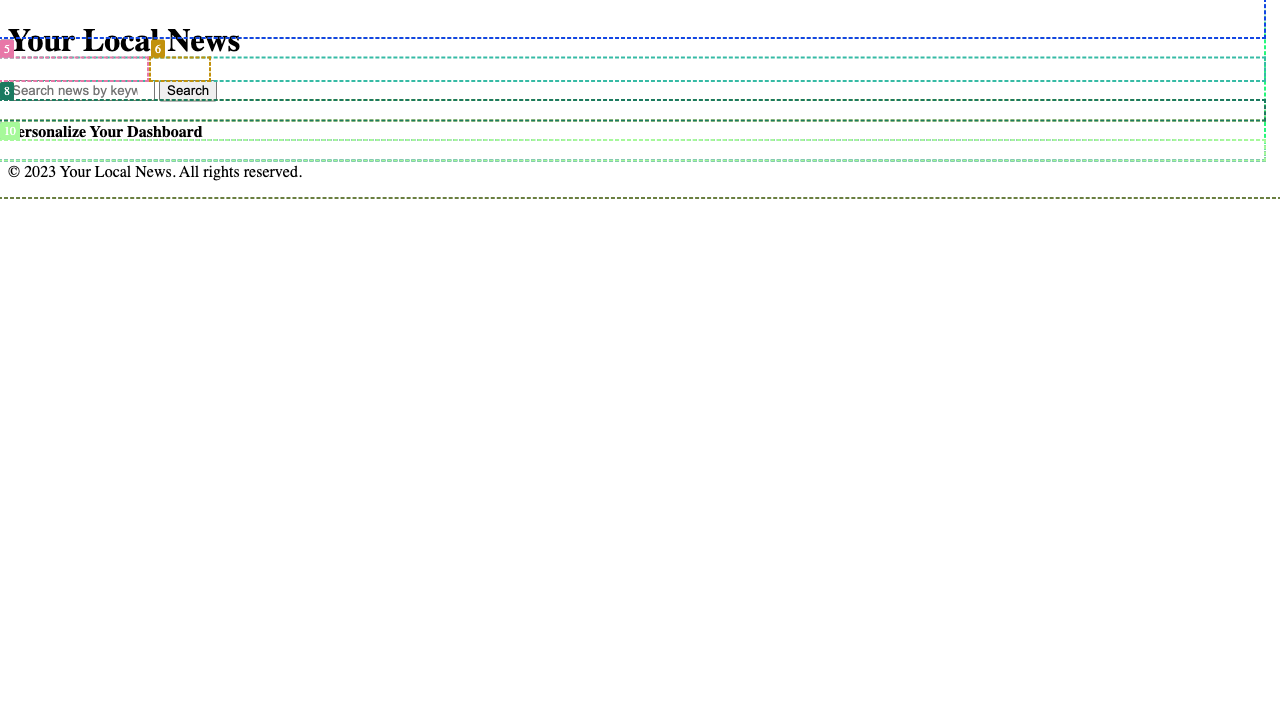 Your Local News
5
6
Search news by keyw
Search
8
ersonalize Your Dashboard
10
© 2023 Your Local News. All rights reserved.